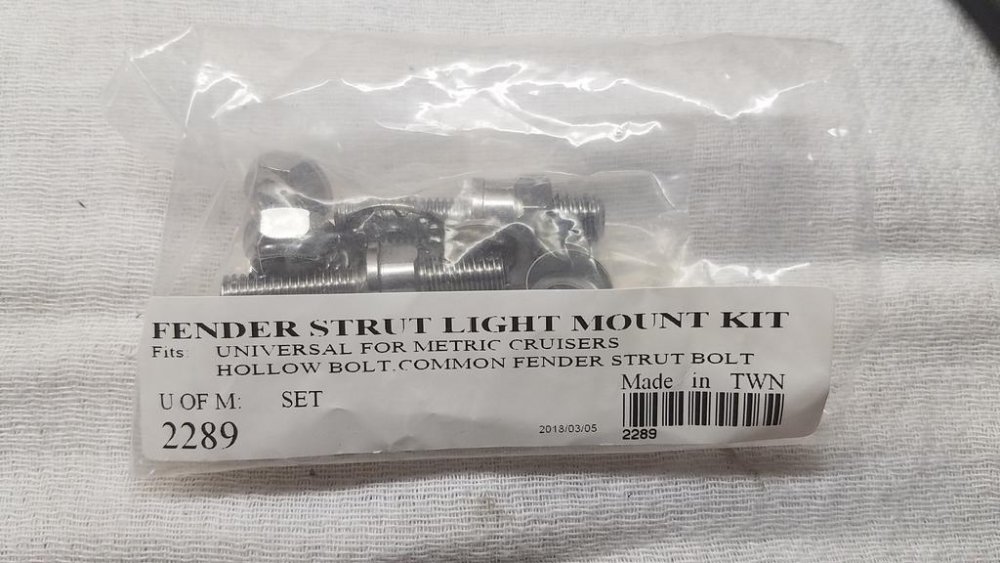 FENDER STRUT LIGHT MOUNT KIT
Fits: UNIVERSAL FOR METRIC CRUISERS
HOLLOW BOLT.COMMON FENDER STRUT BOLT
Made in TWN
U OF M: SET
2289
2018/03/05
2289